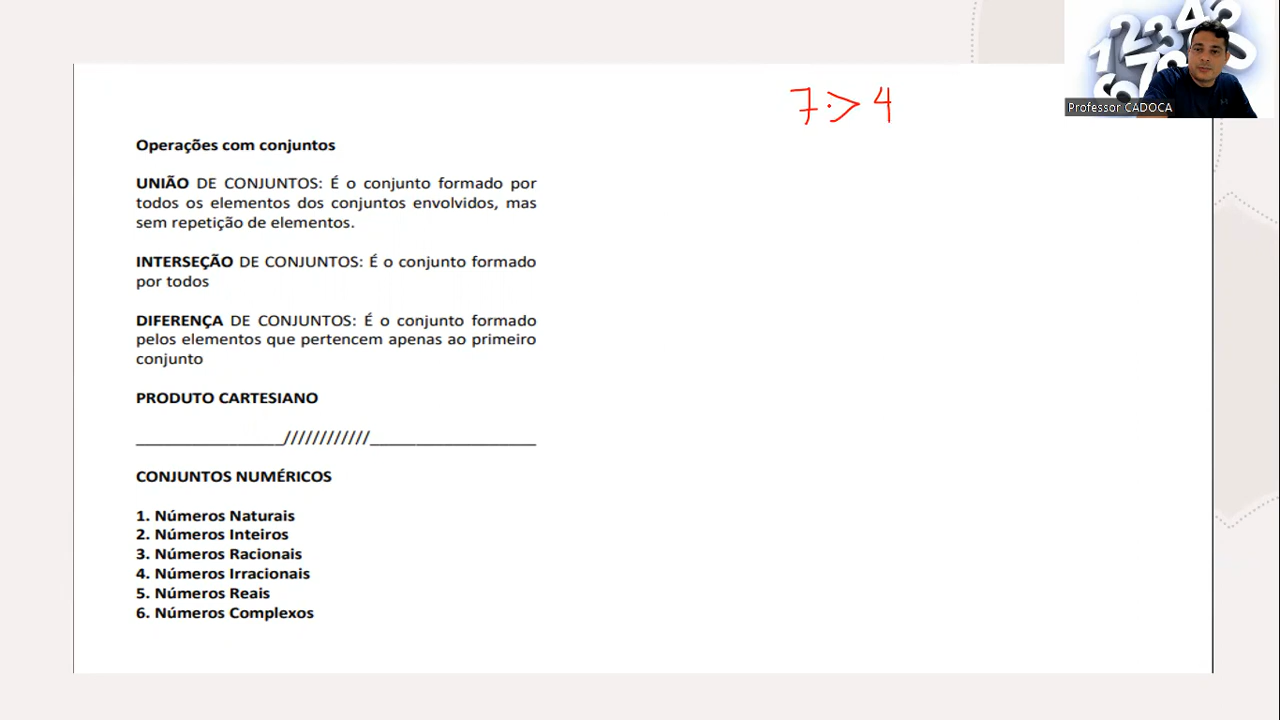 7 > 4
Professor CADOCA
Operações com conjuntos
UNIÃO DE CONJUNTOS: É o conjunto formado por
todos os elementos dos conjuntos envolvidos, mas
sem repetição de elementos.
INTERSEÇÃO DE CONJUNTOS: É o conjunto formado
por todos
DIFERENÇA DE CONJUNTOS: É o conjunto formado
pelos elementos que pertencem apenas ao primeiro
conjunto
PRODUTO CARTESIANO
__________________////////////____________________
CONJUNTOS NUMÉRICOS
1. Números Naturais
2. Números Inteiros
3. Números Racionais
4. Números Irracionais
5. Números Reais
6. Números Complexos